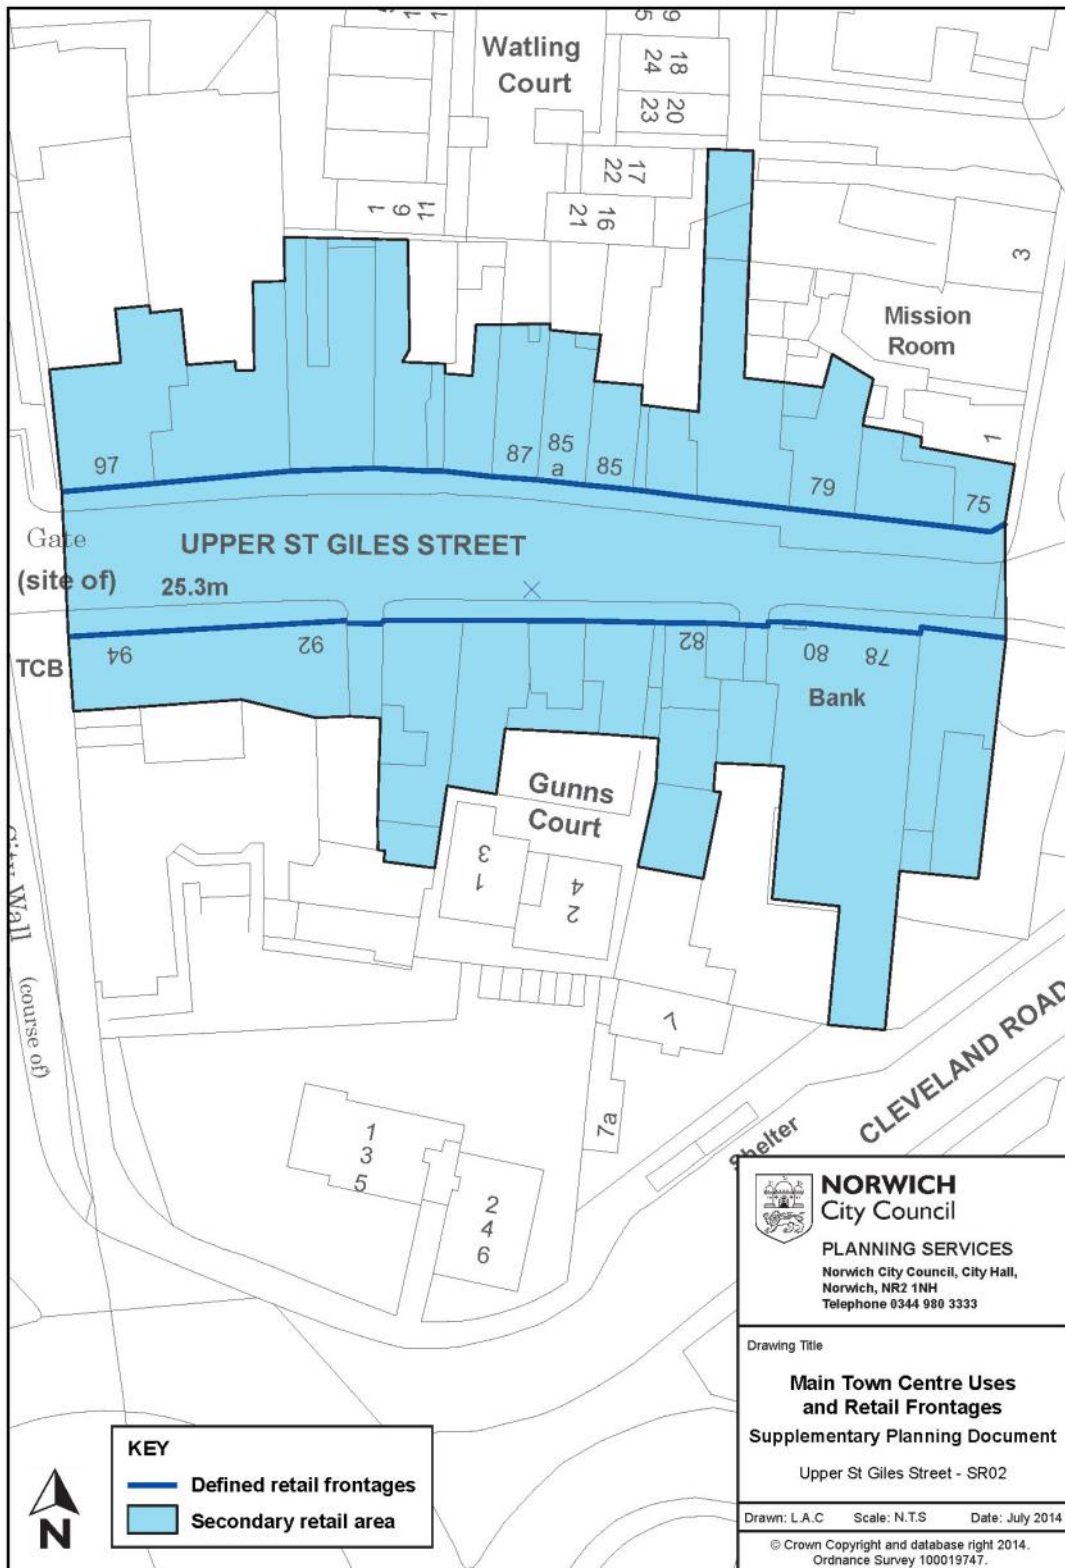 Watling
Court
18
24
20
23
17
22
16
21
1 9 11
3
Mission
Room
1
97
87
85
a
85
79
75
Gate
(site of)
UPPER ST GILES STREET
25.3m
TCB
94
92
82
80
78
Bank
Gunns
Court
3
1
4
2
City Wall
(course of)
7
7a
Shelter
CLEVELAND ROAD
1
3
5
2
4
6
KEY
Defined retail frontages
Secondary retail area
N
NORWICH
City Council
PLANNING SERVICES
Norwich City Council, City Hall,
Norwich, NR2 1NH
Telephone 0344 980 3333
Drawing Title
Main Town Centre Uses
and Retail Frontages
Supplementary Planning Document
Upper St Giles Street - SR02
Drawn: L.A.C Scale: N.T.S Date: July 2014
© Crown Copyright and database right 2014.
Ordnance Survey 100019747.